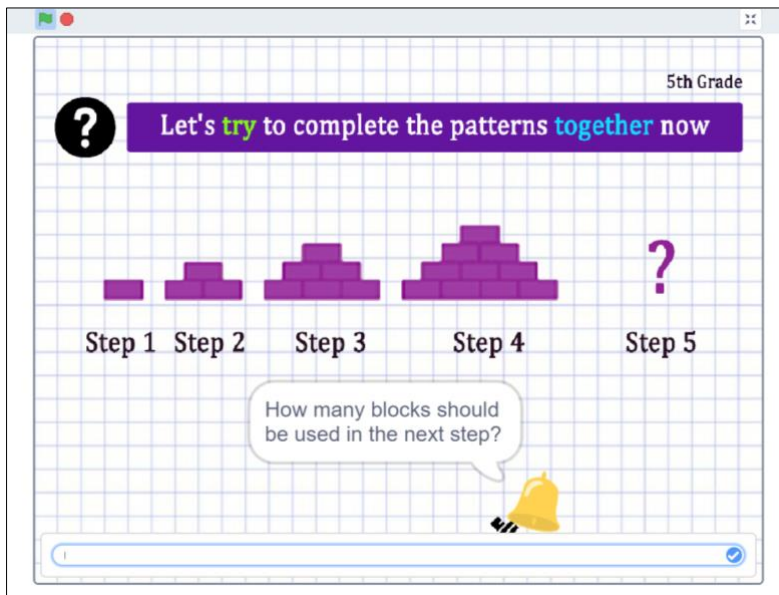 5th Grade
?
Let's try to complete the patterns together now
?
Step 1 Step 2 Step 3 Step 4 Step 5
How many blocks should
be used in the next step?